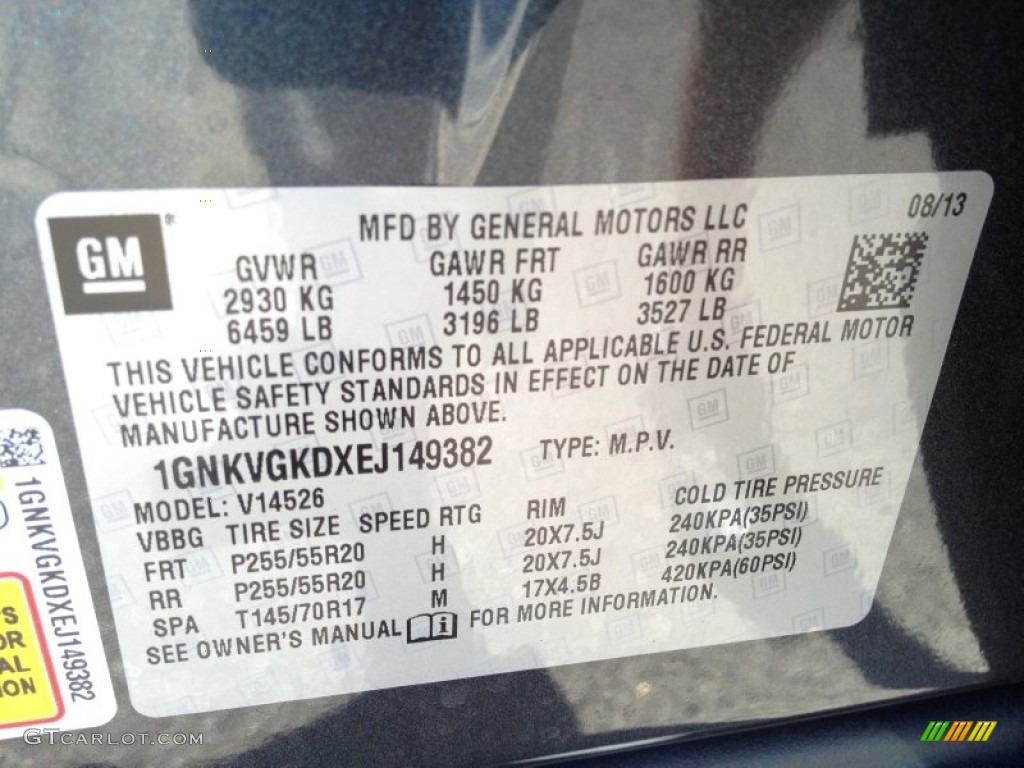 GM ®
MFD BY GENERAL MOTORS LLC
08/13
GVWR GAWR FRT GAWR RR
2930 KG 1450 KG 1600 KG
6459 LB 3196 LB 3527 LB
THIS VEHICLE CONFORMS TO ALL APPLICABLE U.S. FEDERAL MOTOR
VEHICLE SAFETY STANDARDS IN EFFECT ON THE DATE OF
MANUFACTURE SHOWN ABOVE.
1GNKVGKDXEJ149382 TYPE: M.P.V.
MODEL: V14526
VBBG TIRE SIZE SPEED RTG RIM COLD TIRE PRESSURE
FRT P255/55R20 H 20X7.5J 240KPA(35PSI)
RR P255/55R20 H 20X7.5J 240KPA(35PSI)
SPA T145/70R17 M 17X4.5B 420KPA(60PSI)
SEE OWNER'S MANUAL FOR MORE INFORMATION.
1GNKVGKDXEJ149382
GTCARLOT.COM